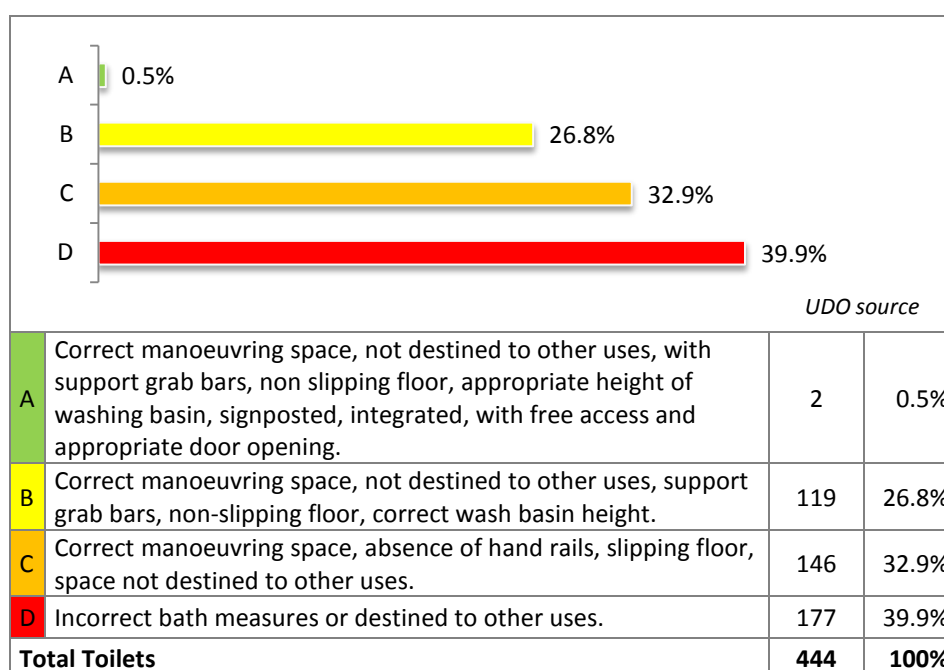 A 0.5%
B 26.8%
C 32.9%
D 39.9%
UDO source
A Correct manoeuvring space, not destined to other uses, with
support grab bars, non slipping floor, appropriate height of
washing basin, signposted, integrated, with free access and
appropriate door opening. 2 0.5%
B Correct manoeuvring space, not destined to other uses, support
grab bars, non-slipping floor, correct wash basin height. 119 26.8%
C Correct manoeuvring space, absence of hand rails, slipping floor,
space not destined to other uses. 146 32.9%
D Incorrect bath measures or destined to other uses. 177 39.9%
Total Toilets 444 100%